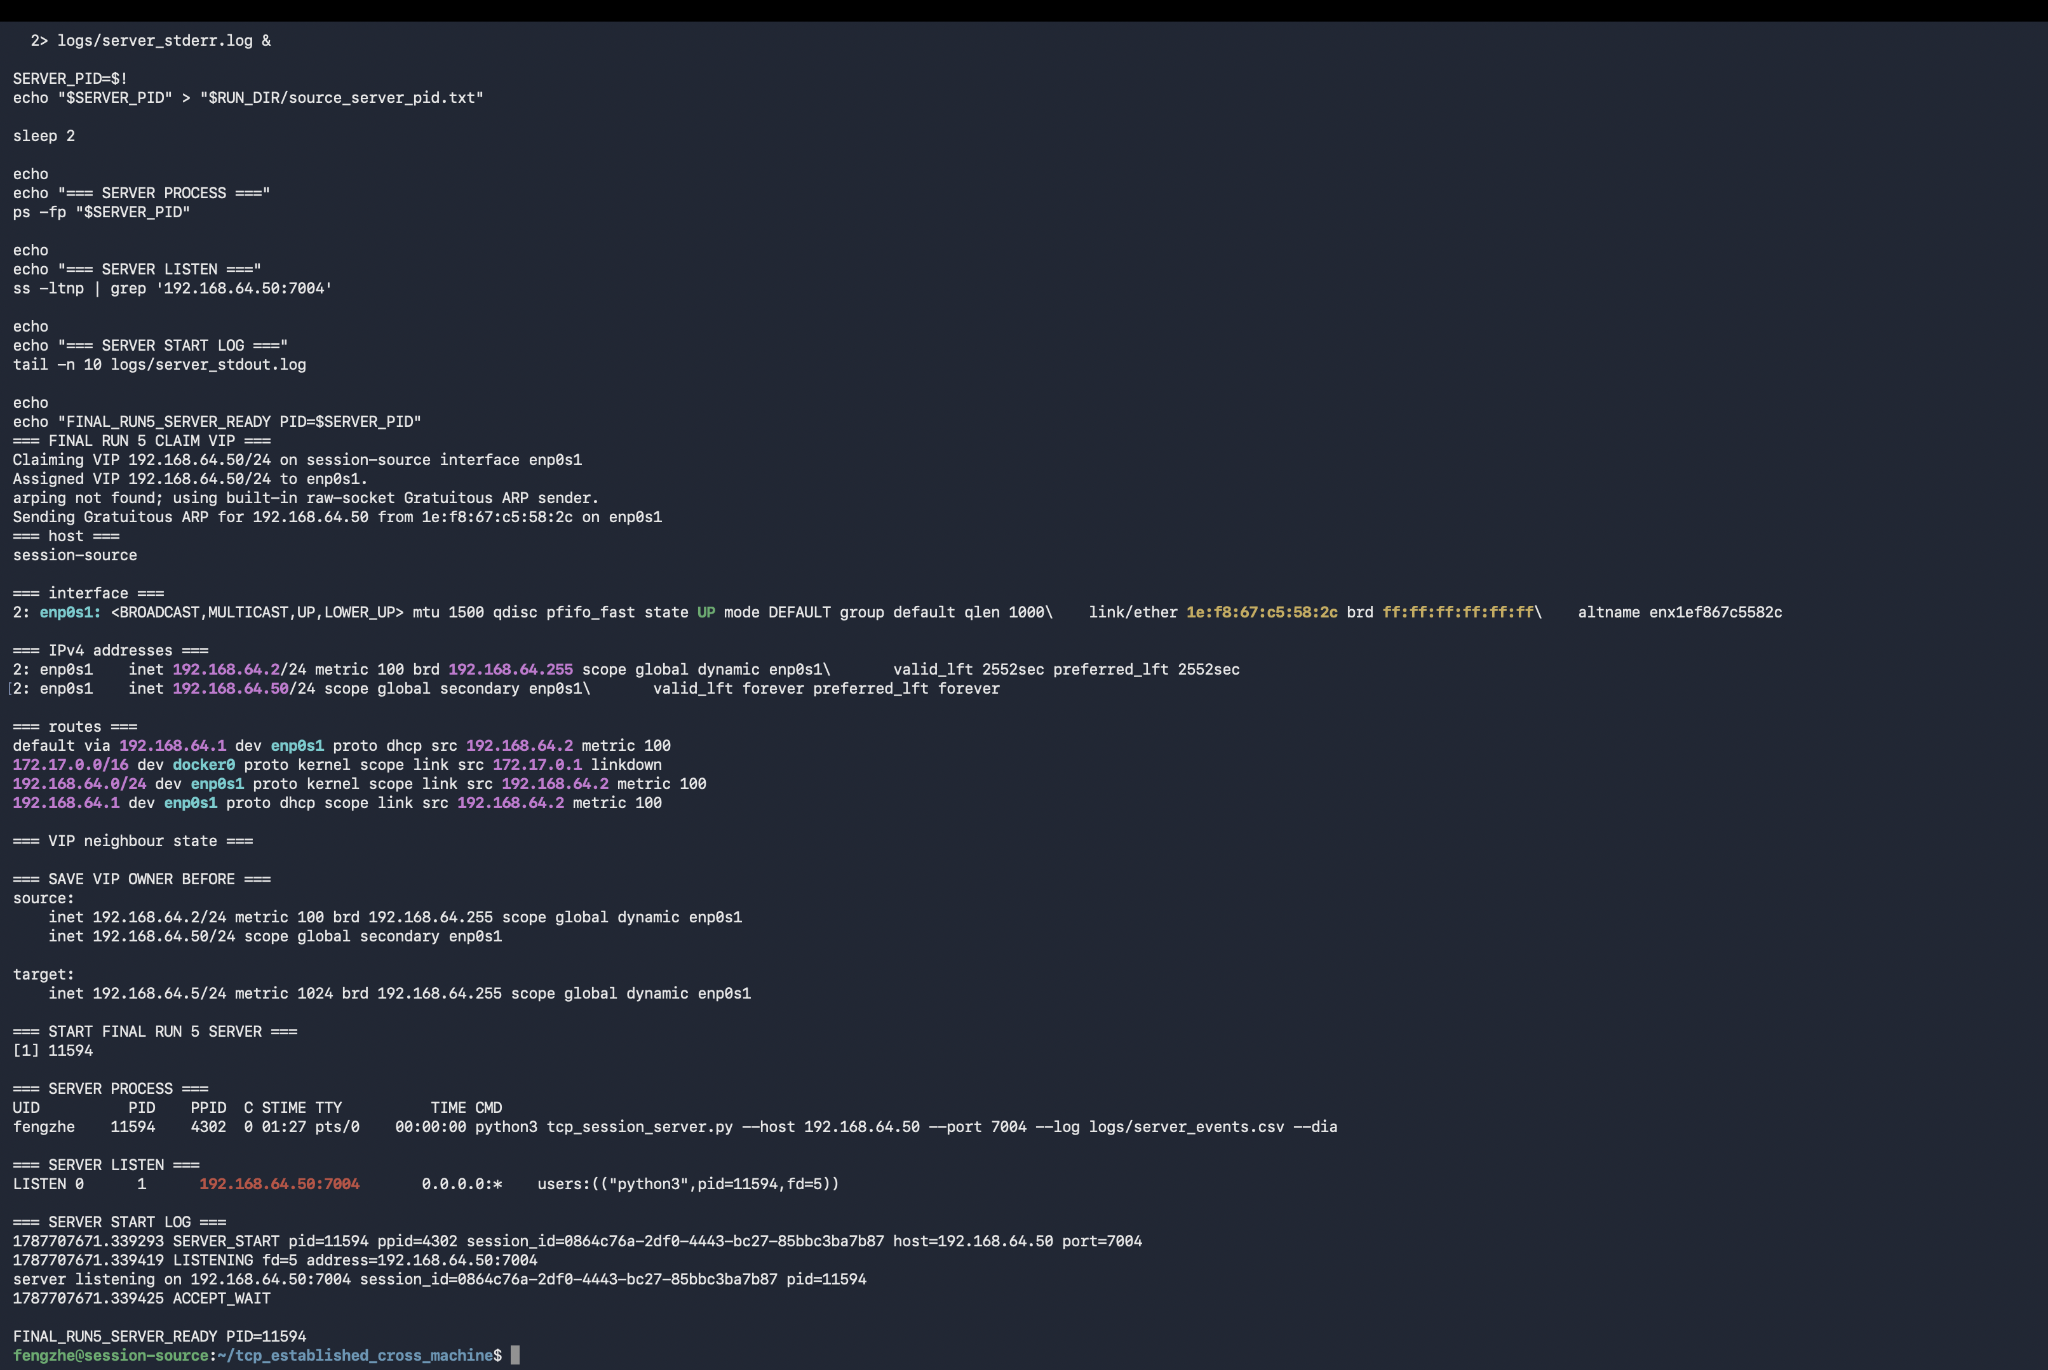 2> logs/server_stderr.log &

SERVER_PID=$!
echo "$SERVER_PID" > "$RUN_DIR/source_server_pid.txt"

sleep 2

echo
echo "=== SERVER PROCESS ==="
ps -fp "$SERVER_PID"

echo
echo "=== SERVER LISTEN ==="
ss -ltnp | grep '192.168.64.50:7004'

echo
echo "=== SERVER START LOG ==="
tail -n 10 logs/server_stdout.log

echo
echo "FINAL_RUN5_SERVER_READY PID=$SERVER_PID"
=== FINAL RUN 5 CLAIM VIP ===
Claiming VIP 192.168.64.50/24 on session-source interface enp0s1
Assigned VIP 192.168.64.50/24 to enp0s1.
arping not found; using built-in raw-socket Gratuitous ARP sender.
Sending Gratuitous ARP for 192.168.64.50 from 1e:f8:67:c5:58:2c on enp0s1
=== host ===
session-source

=== interface ===
2: enp0s1: <BROADCAST,MULTICAST,UP,LOWER_UP> mtu 1500 qdisc pfifo_fast state UP mode DEFAULT group default qlen 1000\    link/ether 1e:f8:67:c5:58:2c brd ff:ff:ff:ff:ff:ff\    altname enx1ef867c5582c

=== IPv4 addresses ===
2: enp0s1    inet 192.168.64.2/24 metric 100 brd 192.168.64.255 scope global dynamic enp0s1\       valid_lft 2552sec preferred_lft 2552sec
[2: enp0s1    inet 192.168.64.50/24 scope global secondary enp0s1\       valid_lft forever preferred_lft forever

=== routes ===
default via 192.168.64.1 dev enp0s1 proto dhcp src 192.168.64.2 metric 100
172.17.0.0/16 dev docker0 proto kernel scope link src 172.17.0.1 linkdown
192.168.64.0/24 dev enp0s1 proto kernel scope link src 192.168.64.2 metric 100
192.168.64.1 dev enp0s1 proto dhcp scope link src 192.168.64.2 metric 100

=== VIP neighbour state ===

=== SAVE VIP OWNER BEFORE ===
source:
    inet 192.168.64.2/24 metric 100 brd 192.168.64.255 scope global dynamic enp0s1
    inet 192.168.64.50/24 scope global secondary enp0s1

target:
    inet 192.168.64.5/24 metric 1024 brd 192.168.64.255 scope global dynamic enp0s1

=== START FINAL RUN 5 SERVER ===
[1] 11594

=== SERVER PROCESS ===
UID          PID    PPID  C STIME TTY          TIME CMD
fengzhe    11594    4302  0 01:27 pts/0    00:00:00 python3 tcp_session_server.py --host 192.168.64.50 --port 7004 --log logs/server_events.csv --dia

=== SERVER LISTEN ===
LISTEN 0      1      192.168.64.50:7004       0.0.0.0:*    users:(("python3",pid=11594,fd=5))

=== SERVER START LOG ===
1787707671.339293 SERVER_START pid=11594 ppid=4302 session_id=0864c76a-2df0-4443-bc27-85bbc3ba7b87 host=192.168.64.50 port=7004
1787707671.339419 LISTENING fd=5 address=192.168.64.50:7004
server listening on 192.168.64.50:7004 session_id=0864c76a-2df0-4443-bc27-85bbc3ba7b87 pid=11594
1787707671.339425 ACCEPT_WAIT

FINAL_RUN5_SERVER_READY PID=11594
fengzhe@session-source:~/tcp_established_cross_machine$